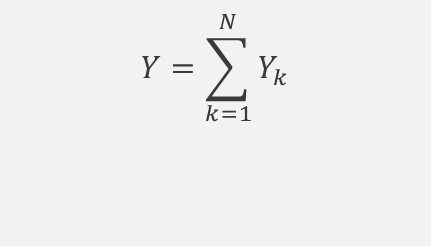 Y = ∑_{k=1}^{N} Y_k